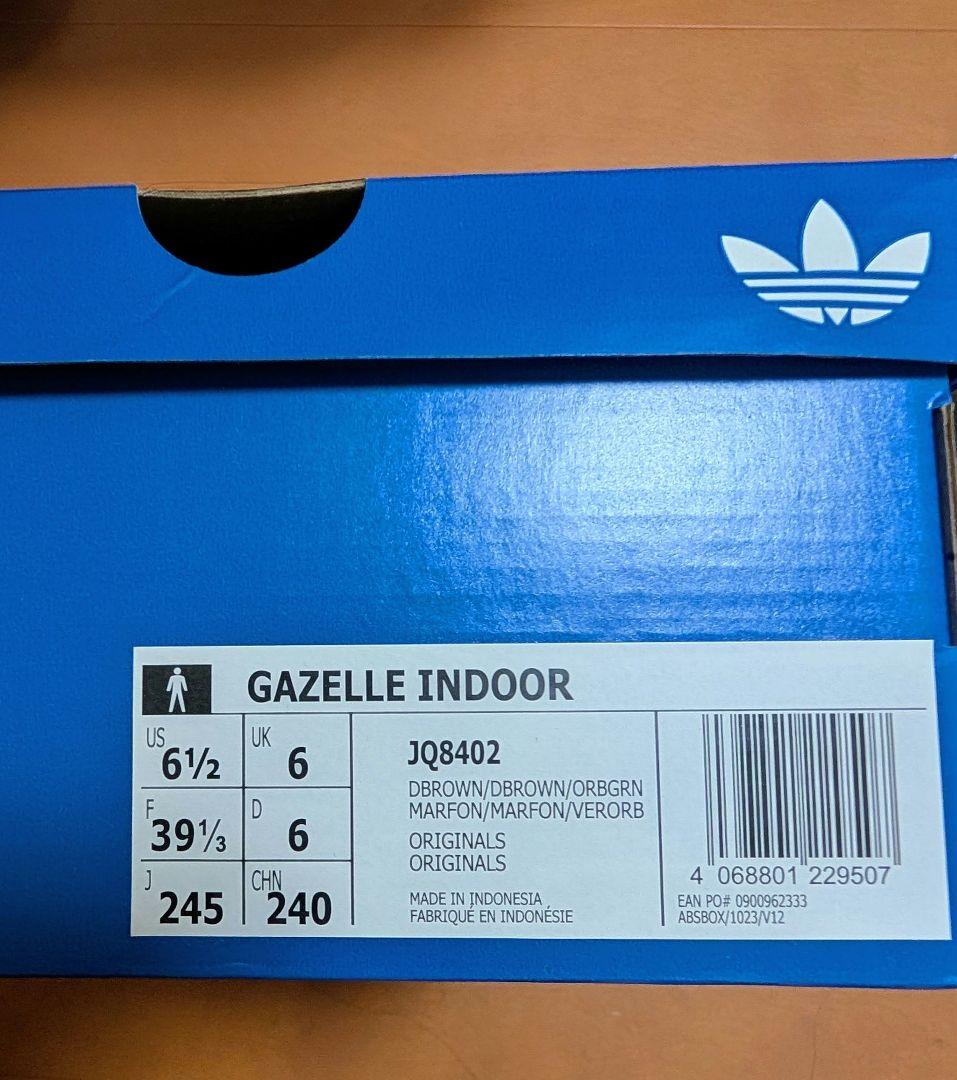 GAZELLE INDOOR
US 6½
UK 6
F 39⅓
D 6
J 245
CHN 240
JQ8402
DBROWN/DBROWN/ORBGRN
MARFON/MARFON/VERORB
ORIGINALS
ORIGINALS
MADE IN INDONESIA
FABRIQUÉ EN INDONÉSIE
4 068801 229507
EAN PO# 0900962333
ABSBOX/1023/V12